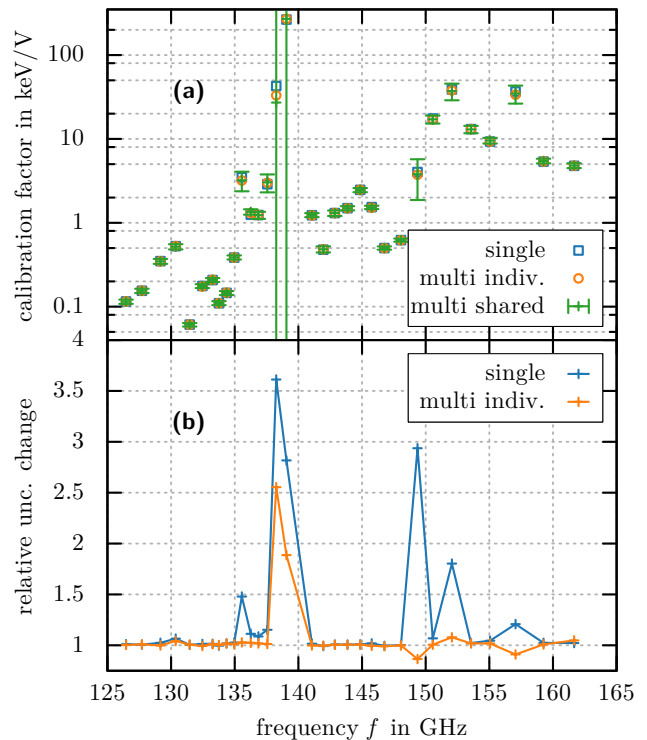 calibration factor in keV/V
100
10
1
0.1
(a)
single
multi indiv.
multi shared
relative unc. change
4
3.5
3
2.5
2
1.5
1
(b)
single
multi indiv.
125 130 135 140 145 150 155 160 165
frequency f in GHz